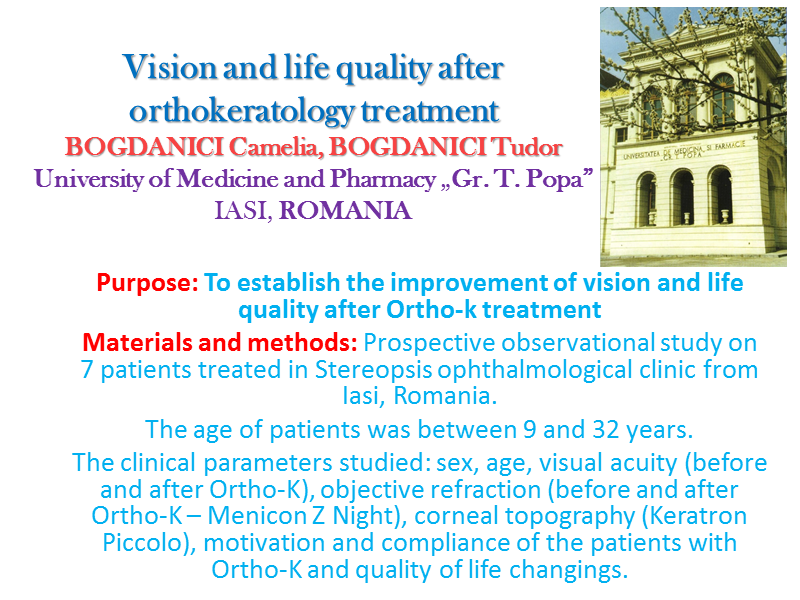 Vision and life quality after
orthokeratology treatment
BOGDANICI Camelia, BOGDANICI Tudor
University of Medicine and Pharmacy „Gr. T. Popa”
IASI, ROMANIA
UNIVERSITATEA DE MEDICINA SI FARMACIE
GR. T. POPA
Purpose: To establish the improvement of vision and life
quality after Ortho-k treatment
Materials and methods: Prospective observational study on
7 patients treated in Stereopsis ophthalmological clinic from
Iasi, Romania.
The age of patients was between 9 and 32 years.
The clinical parameters studied: sex, age, visual acuity (before
and after Ortho-K), objective refraction (before and after
Ortho-K – Menicon Z Night), corneal topography (Keratron
Piccolo), motivation and compliance of the patients with
Ortho-K and quality of life changings.